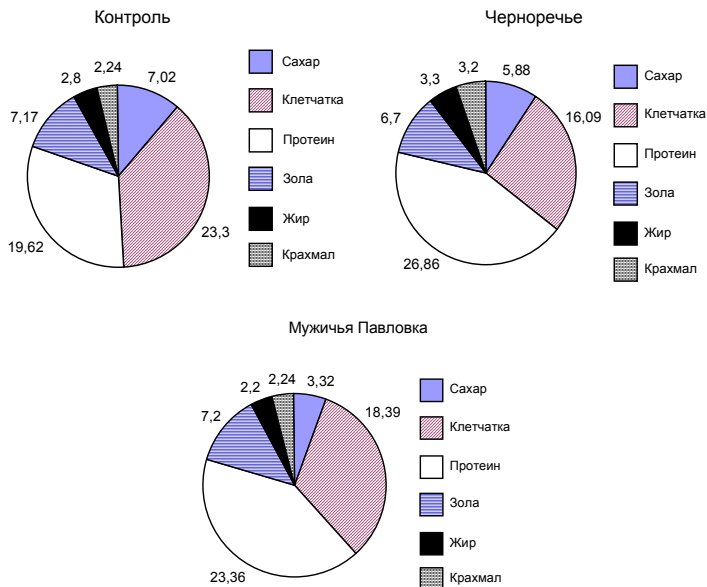 Контроль
2,8
2,24
7,02
7,17
19,62
23,3
Сахар
Клетчатка
Протеин
Зола
Жир
Крахмал
Черноречье
3,3
3,2
5,88
6,7
16,09
26,86
Сахар
Клетчатка
Протеин
Зола
Жир
Крахмал
Мужичья Павловка
2,2
2,24
3,32
7,2
18,39
23,36
Сахар
Клетчатка
Протеин
Зола
Жир
Крахмал